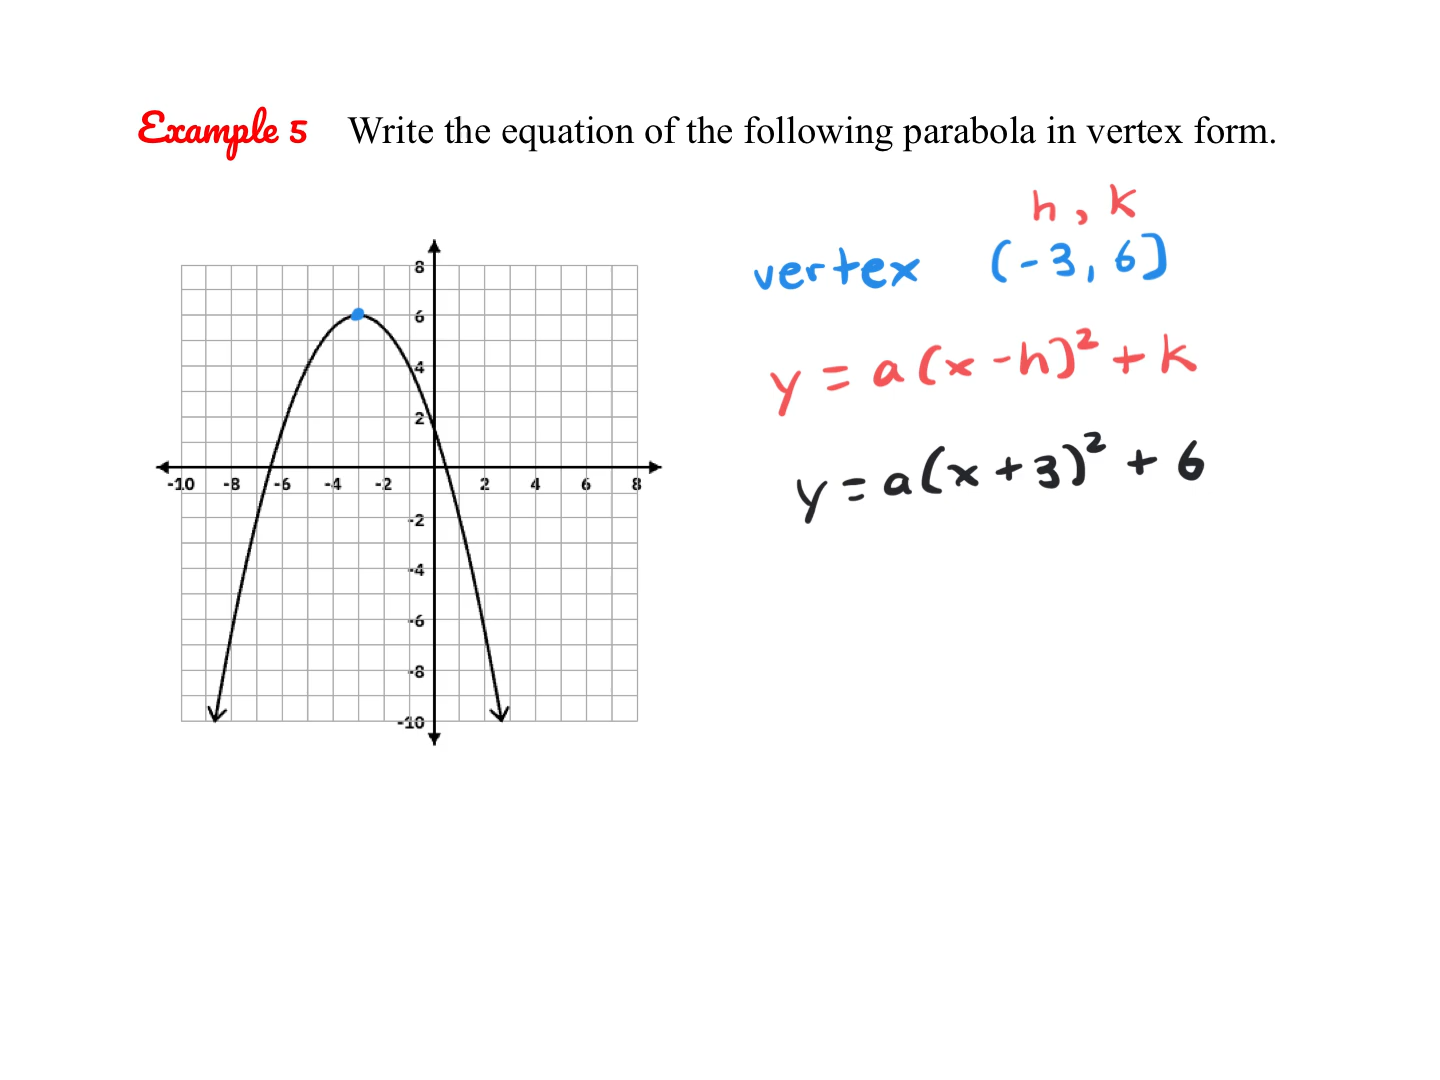 Example 5 Write the equation of the following parabola in vertex form.
h, k
vertex (-3, 6)
y = a(x-h)² + k
y = a(x+3)² + 6
8
6
4
2
-10 -8 -6 -4 -2 2 4 6 8
-2
-4
-6
-8
-10